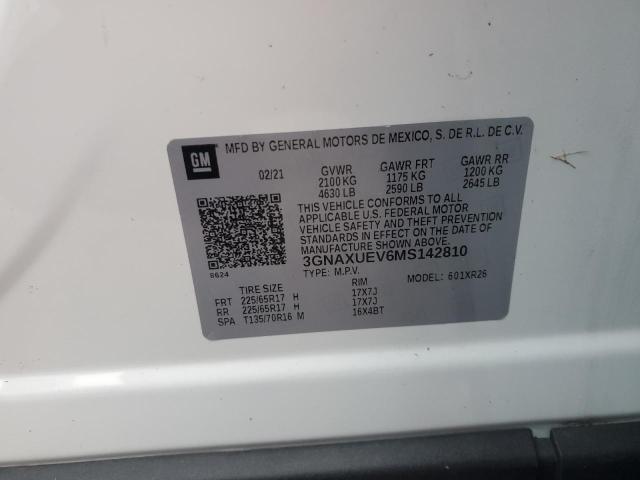 GM MFD BY GENERAL MOTORS DE MEXICO, S. DE R.L. DE C.V.
02/21 GVWR GAWR FRT GAWR RR
2100 KG 1175 KG 1200 KG
4630 LB 2590 LB 2645 LB
THIS VEHICLE CONFORMS TO ALL
APPLICABLE U.S. FEDERAL MOTOR
VEHICLE SAFETY AND THEFT PREVENTION
STANDARDS IN EFFECT ON THE DATE OF
MANUFACTURE SHOWN ABOVE.
3GNAXUEV6MS142810
8624 TYPE: M.P.V. MODEL: 601XR26
TIRE SIZE RIM
FRT 225/65R17 H 17X7J
RR 225/65R17 H 17X7J
SPA T135/70R16 M 16X4BT